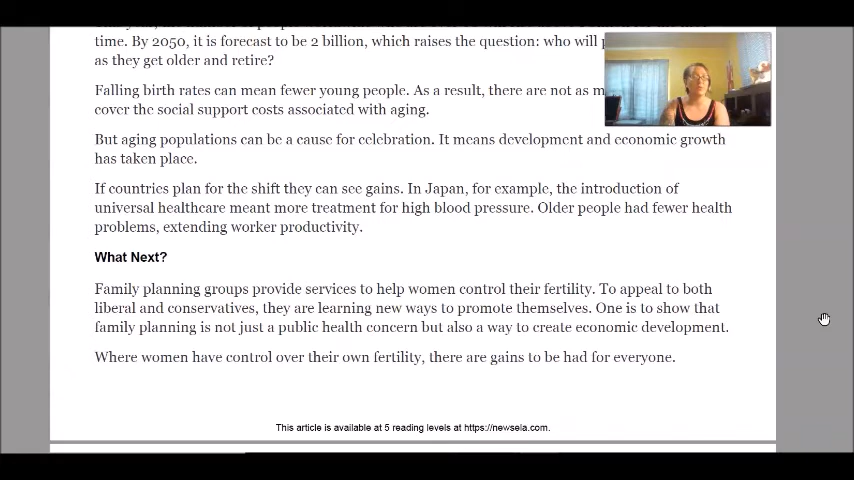 time. By 2050, it is forecast to be 2 billion, which raises the question: who will
as they get older and retire?
Falling birth rates can mean fewer young people. As a result, there are not as
cover the social support costs associated with aging.
But aging populations can be a cause for celebration. It means development and economic growth
has taken place.
If countries plan for the shift they can see gains. In Japan, for example, the introduction of
universal healthcare meant more treatment for high blood pressure. Older people had fewer health
problems, extending worker productivity.
What Next?
Family planning groups provide services to help women control their fertility. To appeal to both
liberal and conservatives, they are learning new ways to promote themselves. One is to show that
family planning is not just a public health concern but also a way to create economic development.
Where women have control over their own fertility, there are gains to be had for everyone.
This article is available at 5 reading levels at https://newsela.com.